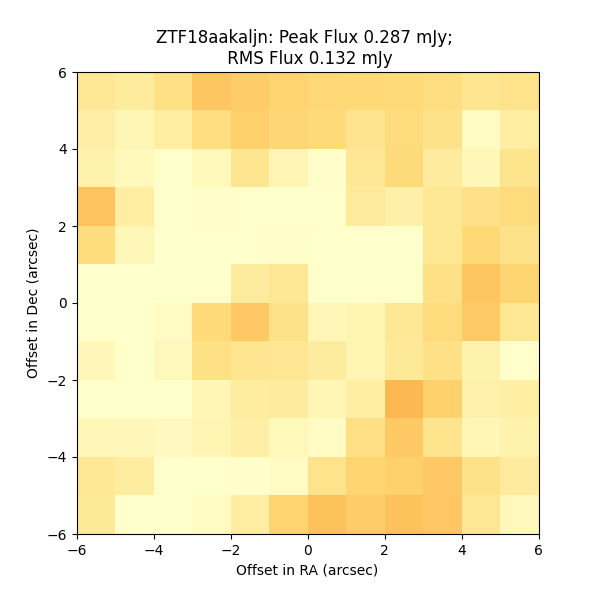 ZTF18aakaljn: Peak Flux 0.287 mJy;
RMS Flux 0.132 mJy
6
4
2
0
−2
−4
−6
Offset in Dec (arcsec)
−6 −4 −2 0 2 4 6
Offset in RA (arcsec)